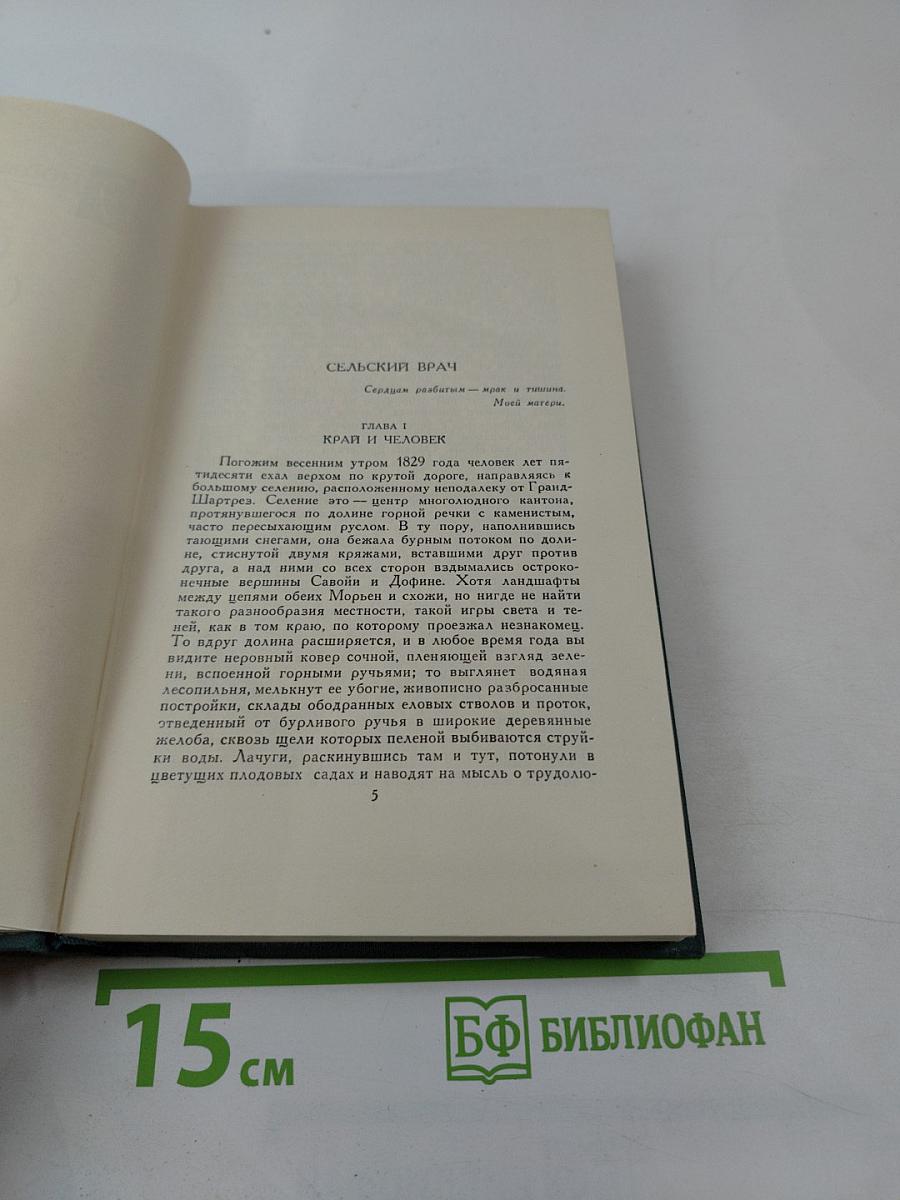 СЕЛЬСКИЙ ВРАЧ
Сердцам разбитым — мрак и тишина.
Моей матери.
ГЛАВА I
КРАЙ И ЧЕЛОВЕК
Погожим весенним утром 1829 года человек лет пя-
тидесяти ехал верхом по крутой дороге, направляясь к
большому селению, расположенному неподалеку от Гранд-
Шартрез. Селение это — центр многолюдного кантона,
протянувшегося по долине горной речки с каменистым,
часто пересыхающим руслом. В ту пору, наполнившись
тающими снегами, она бежала бурным потоком по доли-
не, стиснутой двумя кряжами, вставшими друг против
друга, а над ними со всех сторон вздымались остроко-
нечные вершины Савойи и Дофине. Хотя ландшафты
между цепями обеих Морьен и схожи, но нигде не найти
такого разнообразия местности, такой игры света и те-
ней, как в том краю, по которому проезжал незнакомец.
То вдруг долина расширяется, и в любое время года вы
видите неровный ковер сочной, пленяющей взгляд зеле-
ни, вспоенной горными ручьями; то выглянет водяная
лесопильня, мелькнут ее убогие, живописно разбросанные
постройки, склады ободранных еловых стволов и проток,
отведенный от бурливого ручья в широкие деревянные
желоба, сквозь щели которых пеленой выбиваются струй-
ки воды. Лачуги, раскинувшись там и тут, потонули в
цветущих плодовых садах и наводят на мысль о трудолю-
5
15 см
БФ БИБЛИОФАН